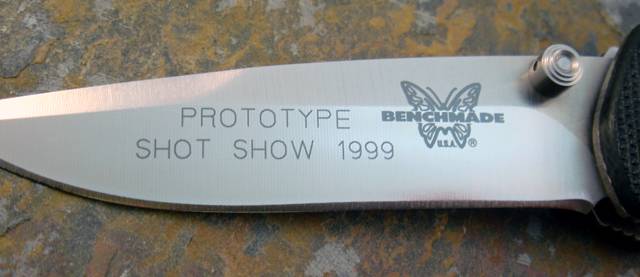 PROTOTYPE
SHOT SHOW 1999
BENCHMADE
U.S.A.®